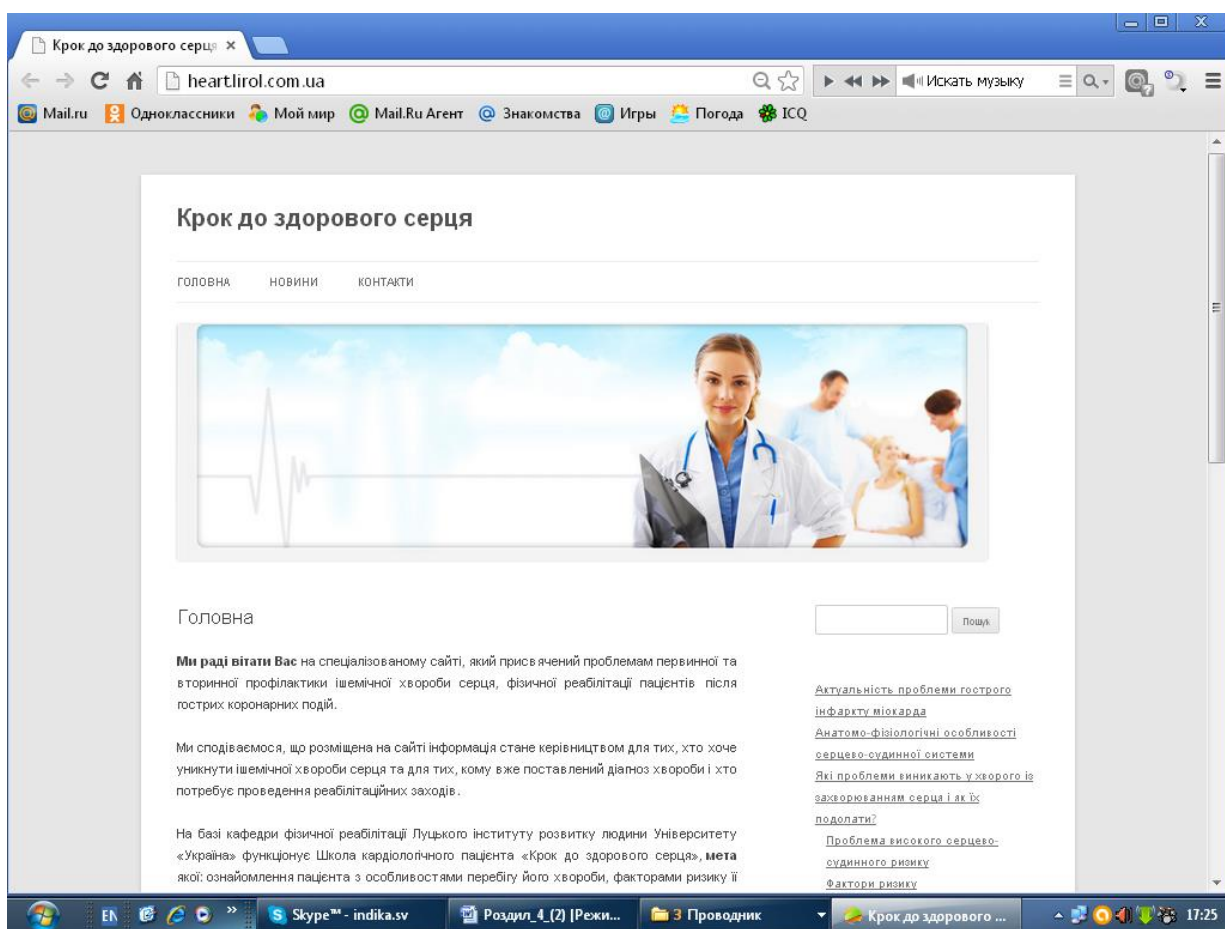 Крок до здорового серця
heart.lirol.com.ua
Искать музыку
Mail.ru Одноклассники Мой мир Mail.Ru Агент Знакомства Игры Погода ICQ
Крок до здорового серця
ГОЛОВНА НОВИНИ КОНТАКТИ
Головна
Ми раді вітати Вас на спеціалізованому сайті, який присвячений проблемам первинної та
вторинної профілактики ішемічної хвороби серця, фізичної реабілітації пацієнтів після
гострих коронарних подій.
Ми сподіваємося, що розміщена на сайті інформація стане керівництвом для тих, хто хоче
уникнути ішемічної хвороби серця та для тих, кому вже поставлений діагноз хвороби і хто
потребує проведення реабілітаційних заходів.
На базі кафедри фізичної реабілітації Луцького інституту розвитку людини Університету
«Україна» функціонує Школа кардіологічного пацієнта «Крок до здорового серця», мета
якої: ознайомлення пацієнта з особливостями перебігу його хвороби, факторами ризику її
Пошук
Актуальність проблеми гострого
інфаркту міокарда
Анатомо-фізіологічні особливості
серцево-судинної системи
Які проблеми виникають у хворого із
захворюванням серця і як їх
подолати?
Проблема високого серцево-
судинного ризику
Фактори ризику
EN » Skype™ - indika.sv Роздил_4_(2) [Режи... 3 Проводник Крок до здорового ... 17:25